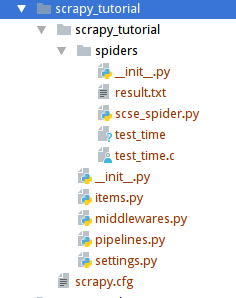 scrapy_tutorial
scrapy_tutorial
spiders
__init__.py
result.txt
scse_spider.py
test_time
test_time.c
__init__.py
items.py
middlewares.py
pipelines.py
settings.py
scrapy.cfg